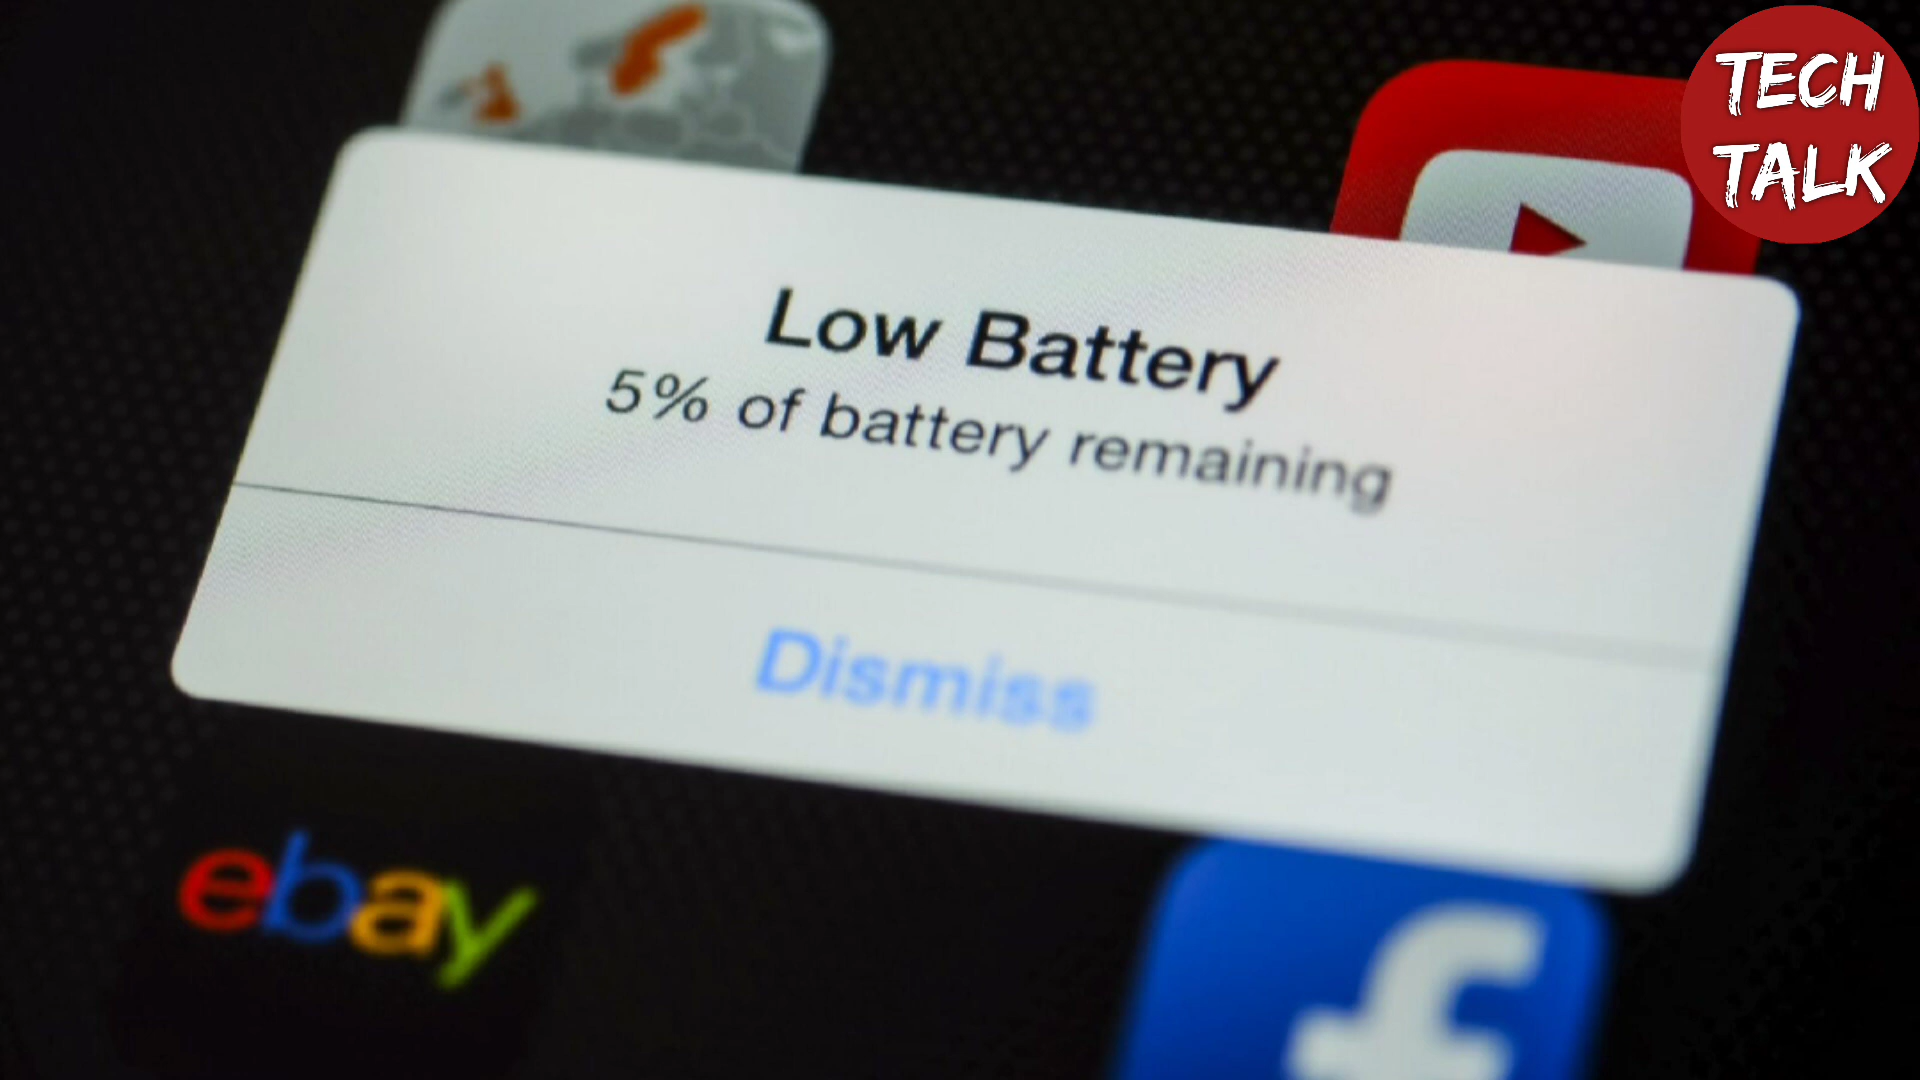 TECH
TALK
Low Battery
5% of battery remaining
Dismiss
ebay
f